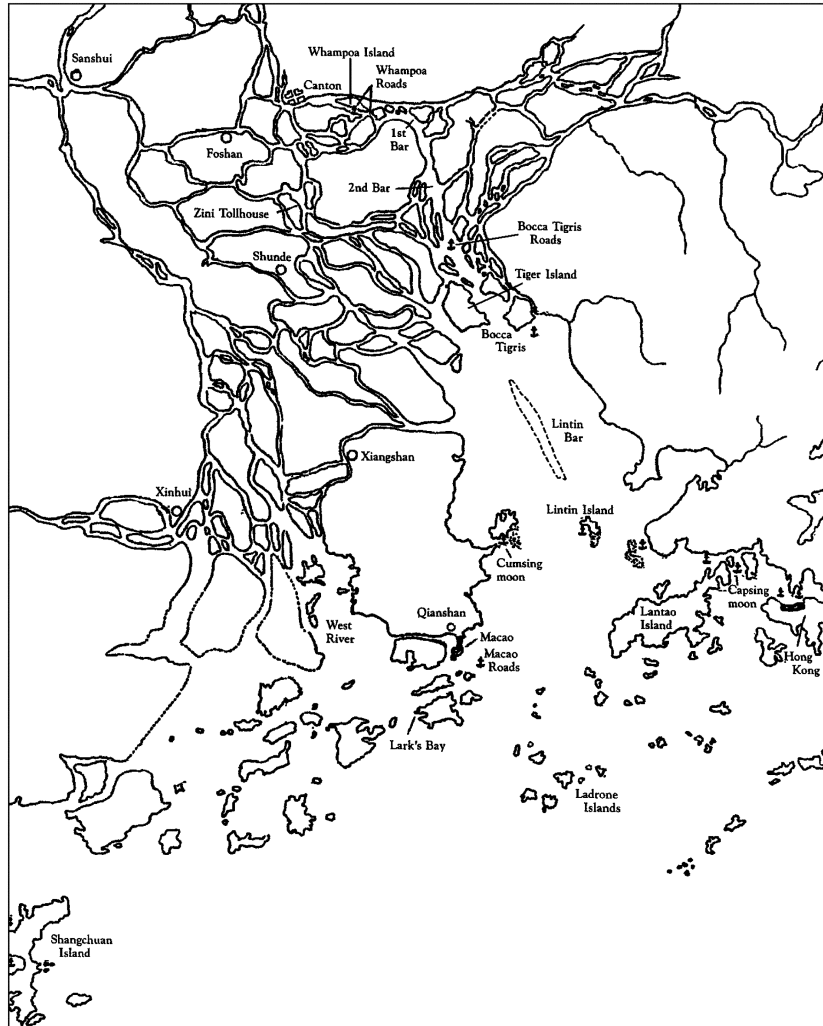 Sanshui
Whampoa Island
Whampoa
Roads
Canton
1st
Bar
Foshan
2nd Bar
Zini Tollhouse
Bocca Tigris
Roads
Shunde
Tiger Island
Bocca
Tigris
Lintin
Bar
Xiangshan
Xinhui
Lintin Island
Cumsing
moon
Capsing
moon
Qianshan
Lantao
Island
West
River
Macao
Macao
Roads
Hong
Kong
Lark's Bay
Ladrone
Islands
Shangchuan
Island